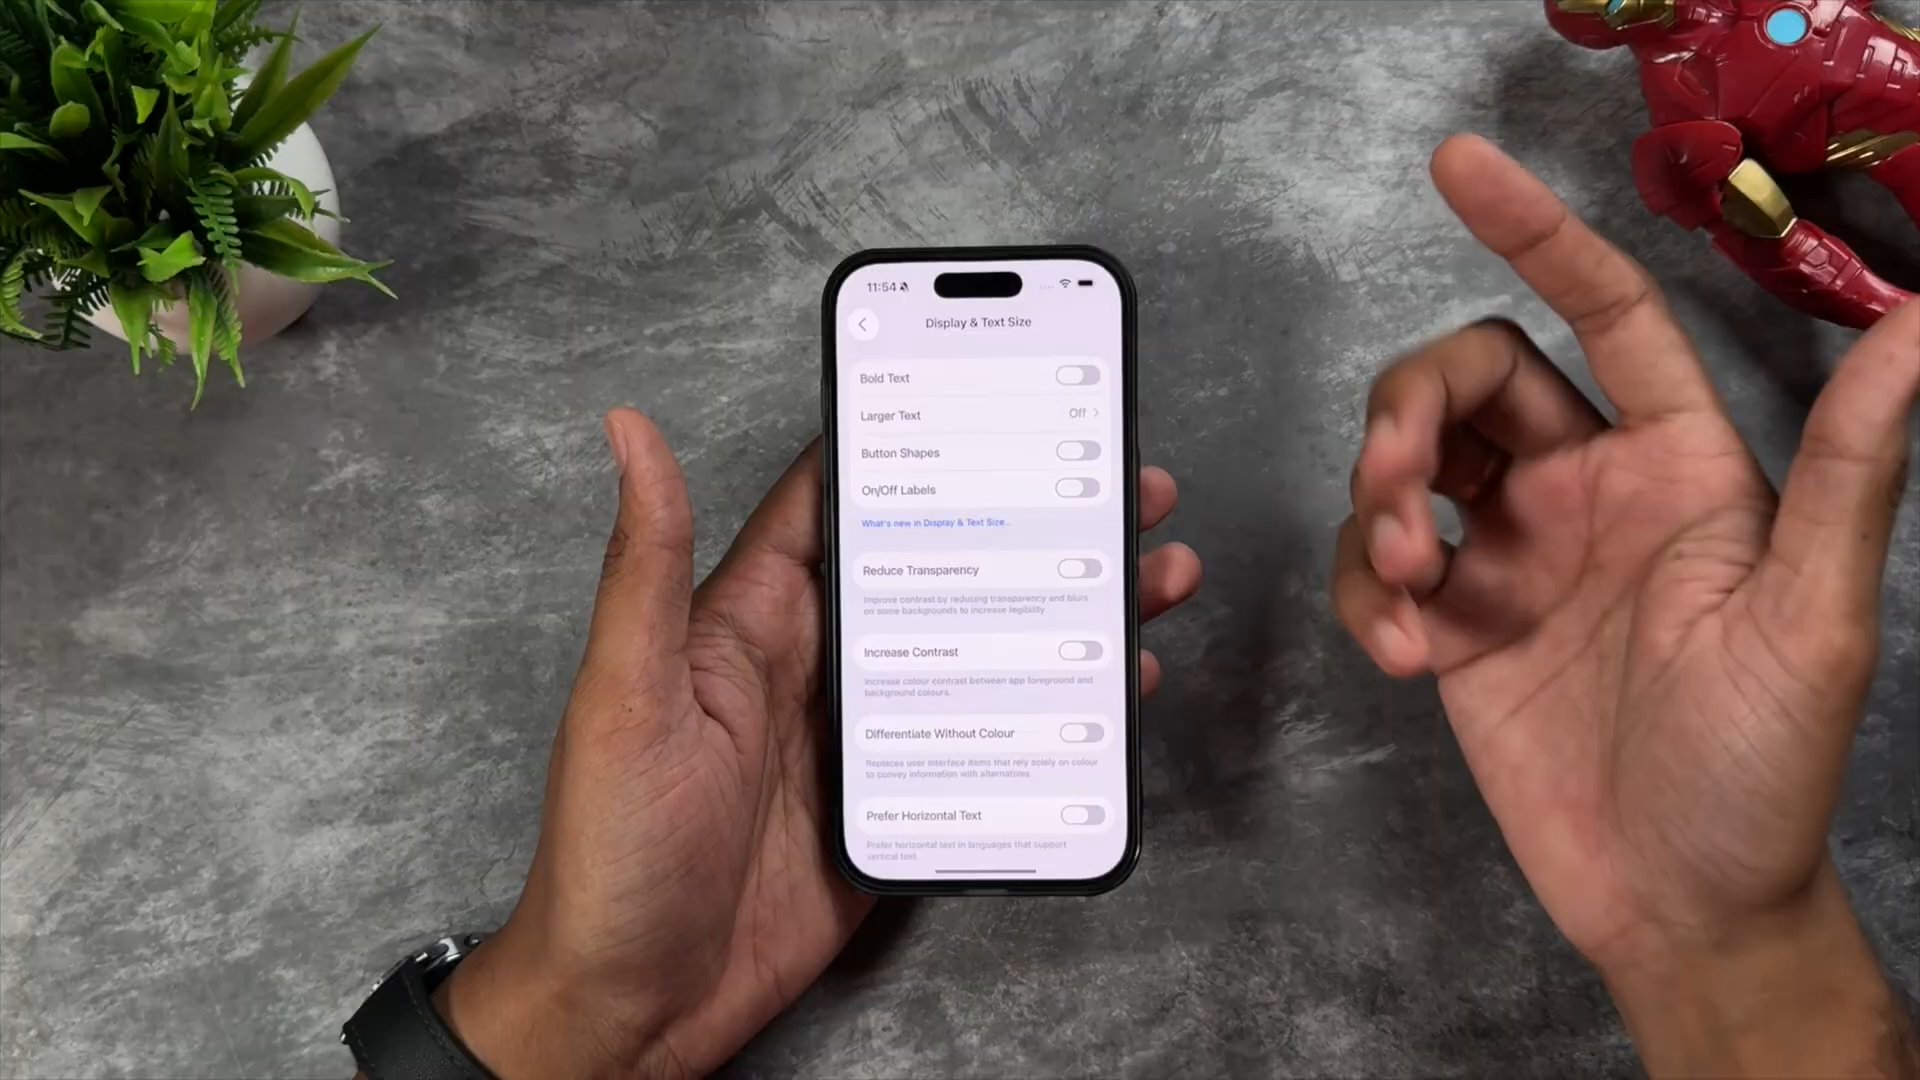 11:54
Display & Text Size
Bold Text
Larger Text Off
Button Shapes
On/Off Labels
What's new in Display & Text Size...
Reduce Transparency
Improve contrast by reducing transparency and blurs
on some backgrounds to increase legibility.
Increase Contrast
Increase colour contrast between app foreground and
background colours.
Differentiate Without Colour
Replaces user interface items that rely solely on colour
to convey information with alternatives.
Prefer Horizontal Text
Prefer horizontal text in languages that support
vertical text.